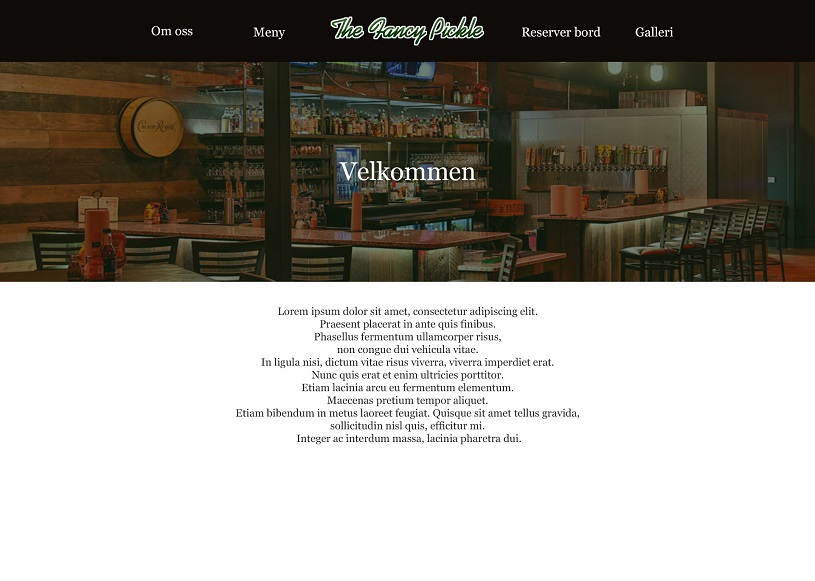 Om oss
Meny
The Fancy Pickle
Reserver bord
Galleri
Crown Royal
Velkommen
Lorem ipsum dolor sit amet, consectetur adipiscing elit.
Praesent placerat in ante quis finibus.
Phasellus fermentum ullamcorper risus,
non congue dui vehicula vitae.
In ligula nisi, dictum vitae risus viverra, viverra imperdiet erat.
Nunc quis erat et enim ultricies porttitor.
Etiam lacinia arcu eu fermentum elementum.
Maecenas pretium tempor aliquet.
Etiam bibendum in metus laoreet feugiat. Quisque sit amet tellus gravida,
sollicitudin nisl quis, efficitur mi.
Integer ac interdum massa, lacinia pharetra dui.